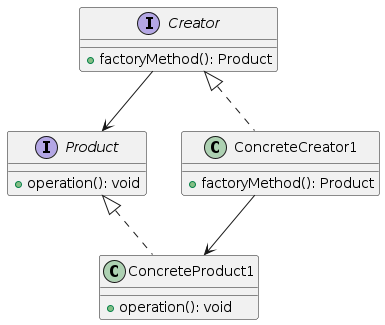 I Creator
factoryMethod(): Product
I Product
operation(): void
C ConcreteCreator1
factoryMethod(): Product
C ConcreteProduct1
operation(): void